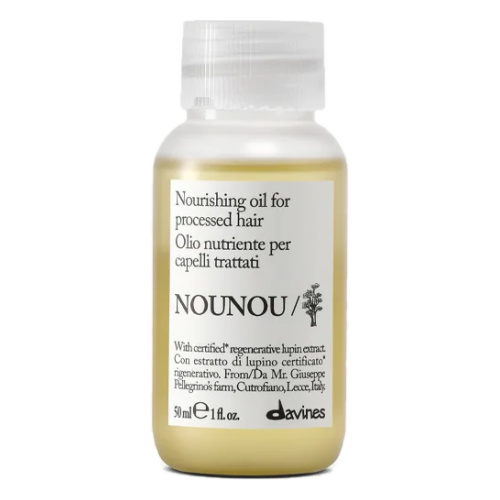 Nourishing oil for
processed hair
Olio nutriente per
capelli trattati
NOUNOU /
With certified* regenerative lupin extract.
Con estratto di lupino certificato*
rigenerativo. From/Da Mr. Giuseppe
Pellegrino's farm, Cutrofiano, Lecce, Italy.
50 ml ℮ 1 fl. oz. davines